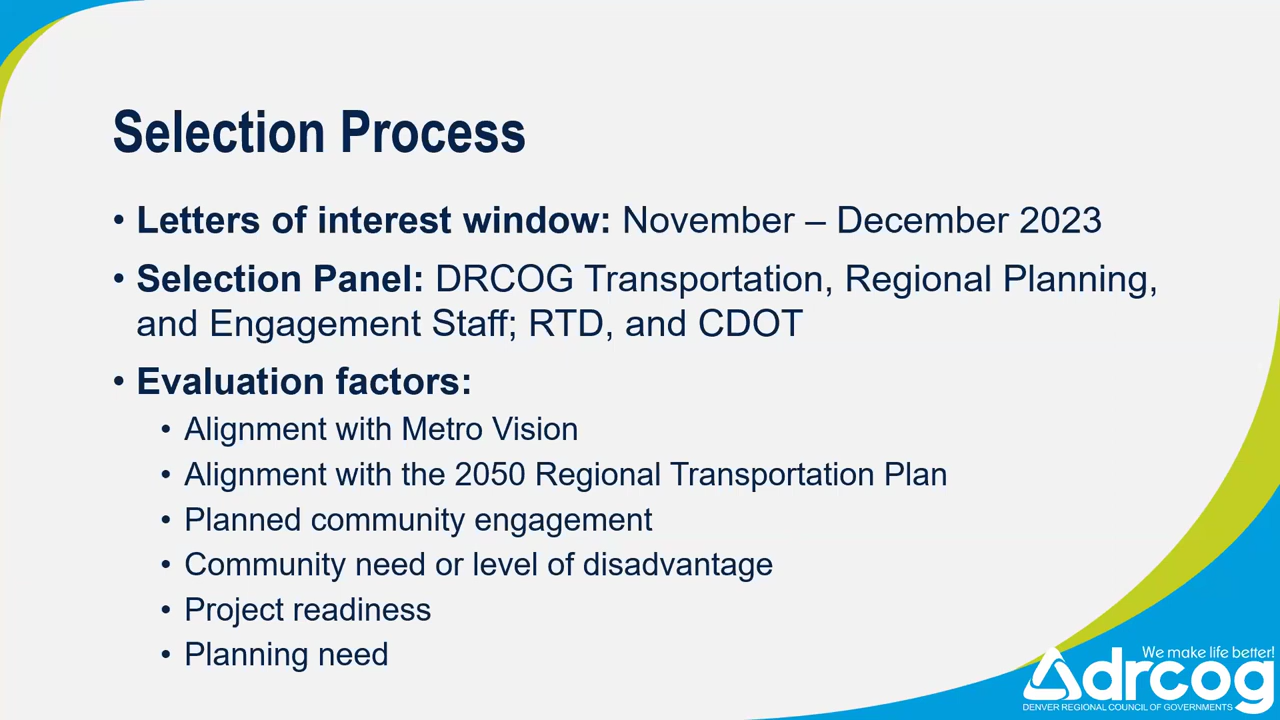 Selection Process
• Letters of interest window: November – December 2023
• Selection Panel: DRCOG Transportation, Regional Planning,
and Engagement Staff; RTD, and CDOT
• Evaluation factors:
• Alignment with Metro Vision
• Alignment with the 2050 Regional Transportation Plan
• Planned community engagement
• Community need or level of disadvantage
• Project readiness
• Planning need
We make life better!
drcog
DENVER REGIONAL COUNCIL OF GOVERNMENTS